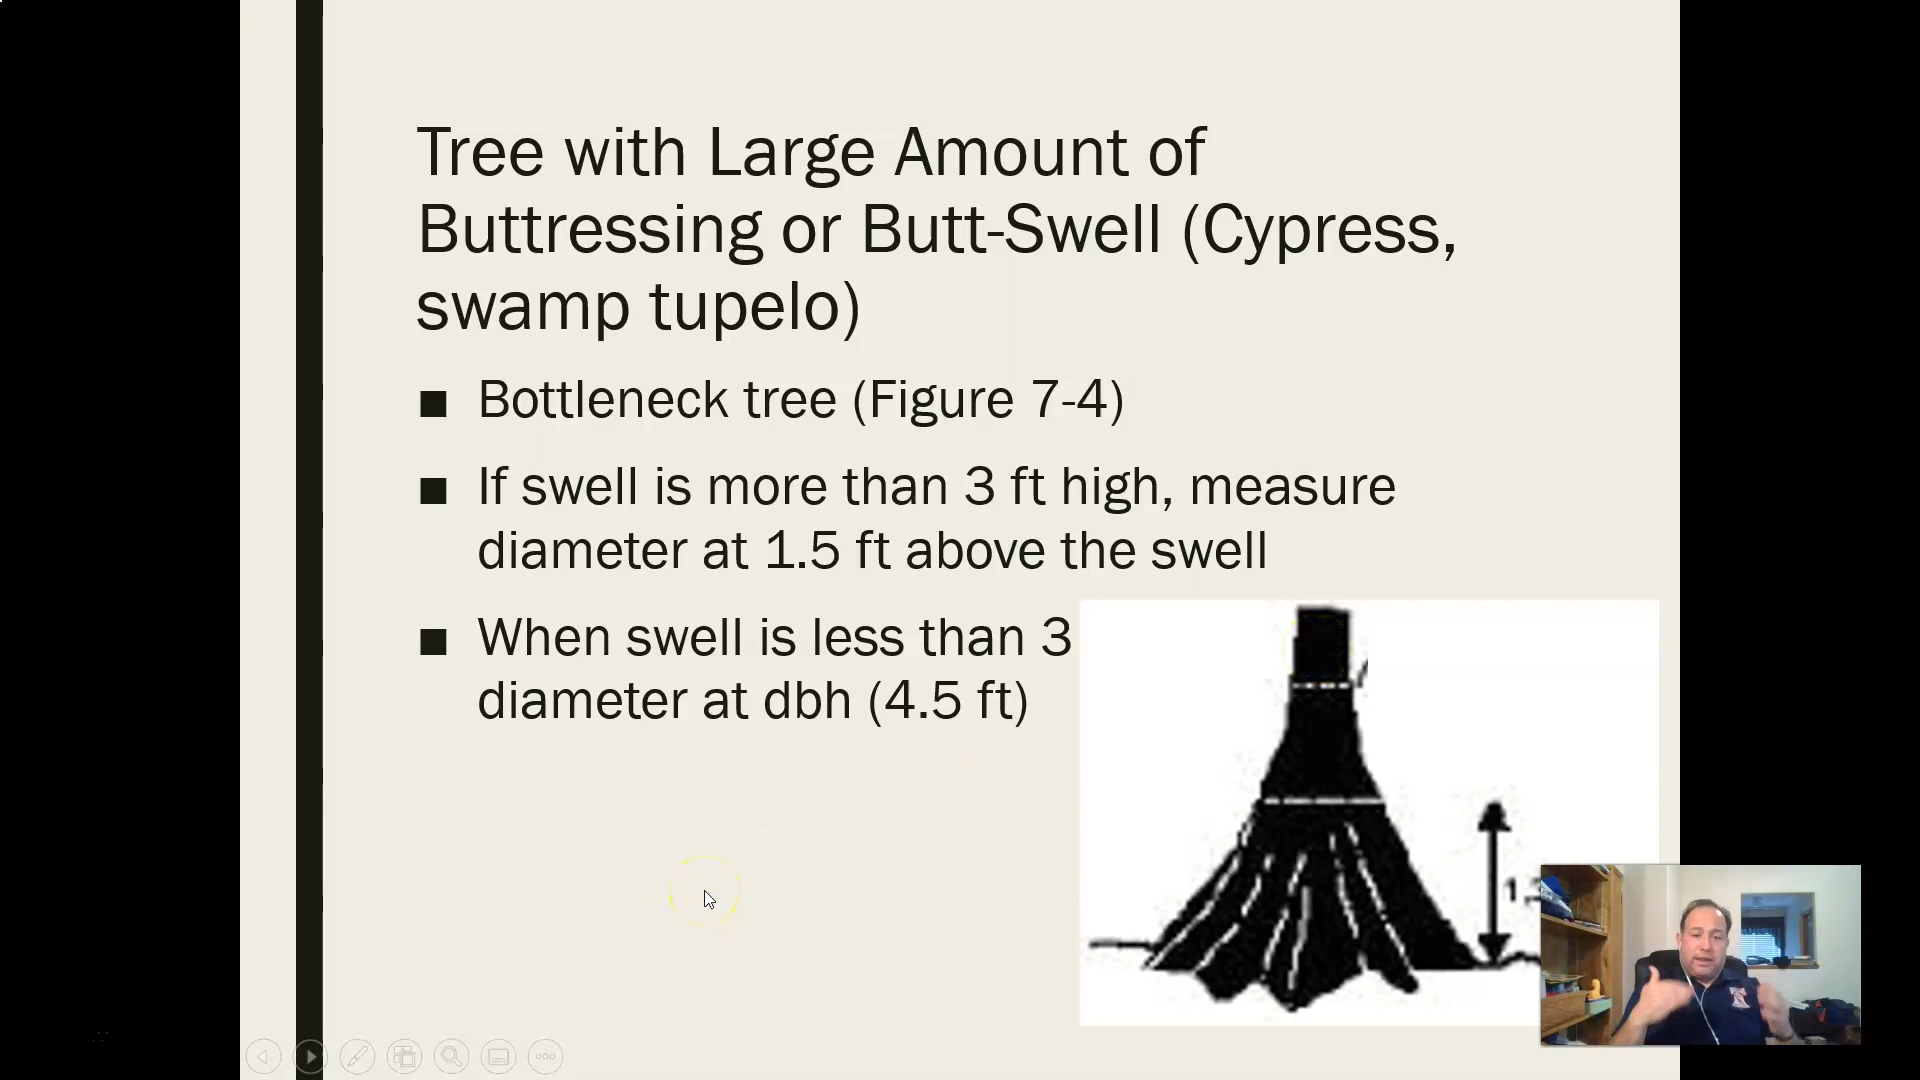 Tree with Large Amount of
Buttressing or Butt-Swell (Cypress,
swamp tupelo)
■ Bottleneck tree (Figure 7-4)
■ If swell is more than 3 ft high, measure
diameter at 1.5 ft above the swell
■ When swell is less than 3
diameter at dbh (4.5 ft)